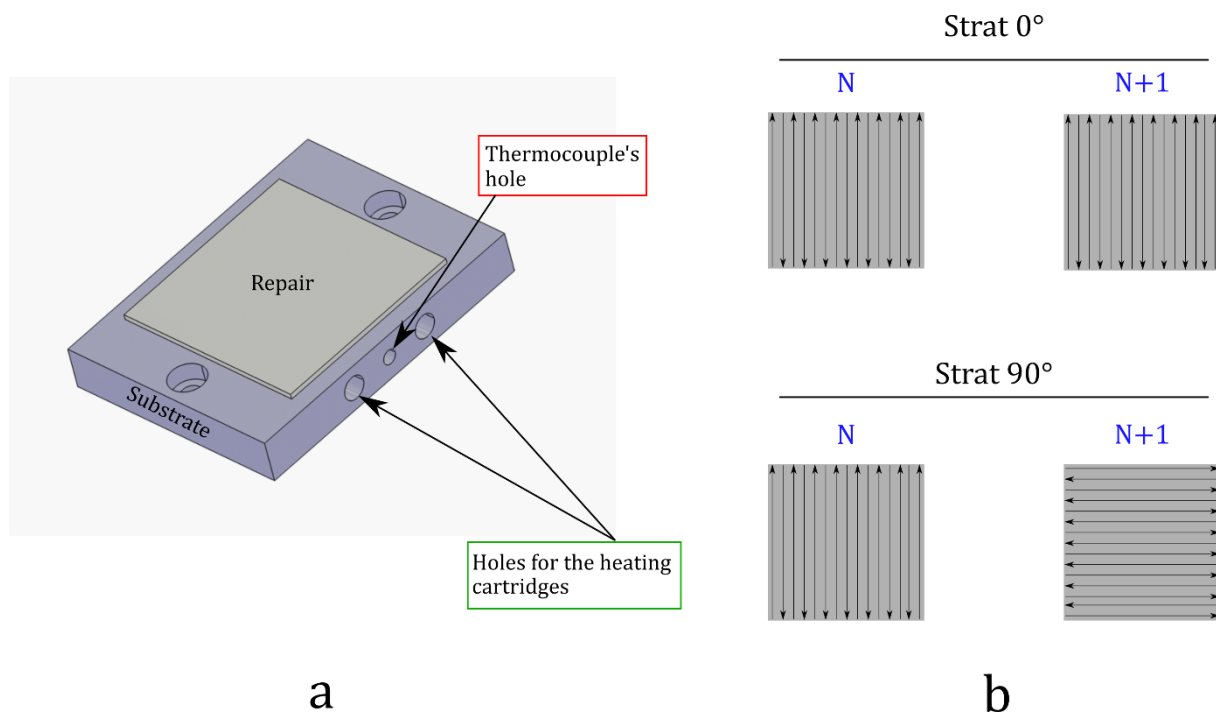 Thermocouple's
hole
Repair
Substrate
Holes for the heating
cartridges
a
Strat 0°
N
N+1
Strat 90°
N
N+1
b